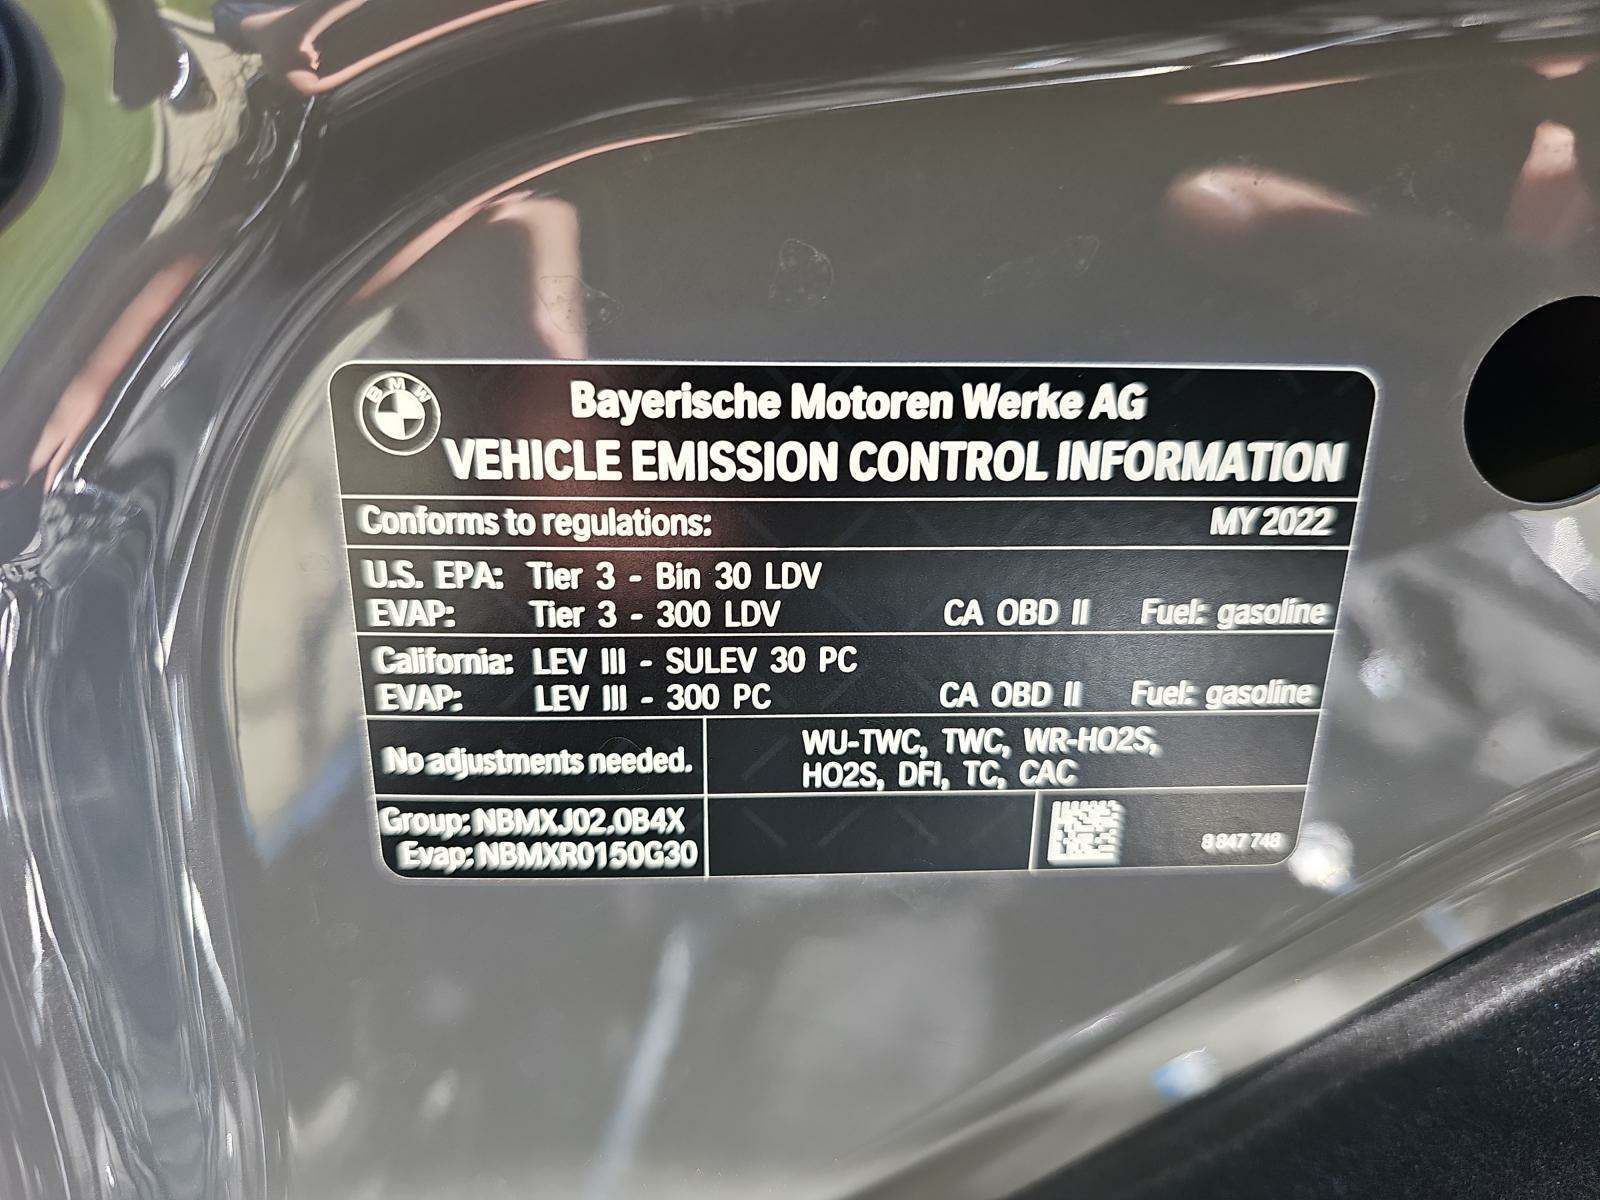 BMW
Bayerische Motoren Werke AG
VEHICLE EMISSION CONTROL INFORMATION
Conforms to regulations: MY 2022
U.S. EPA: Tier 3 - Bin 30 LDV
EVAP: Tier 3 - 300 LDV CA OBD II Fuel: gasoline
California: LEV III - SULEV 30 PC
EVAP: LEV III - 300 PC CA OBD II Fuel: gasoline
No adjustments needed.
WU-TWC, TWC, WR-HO2S,
HO2S, DFI, TC, CAC
Group: NBMXJ02.0B4X
Evap: NBMXR0150G30
8 847 748